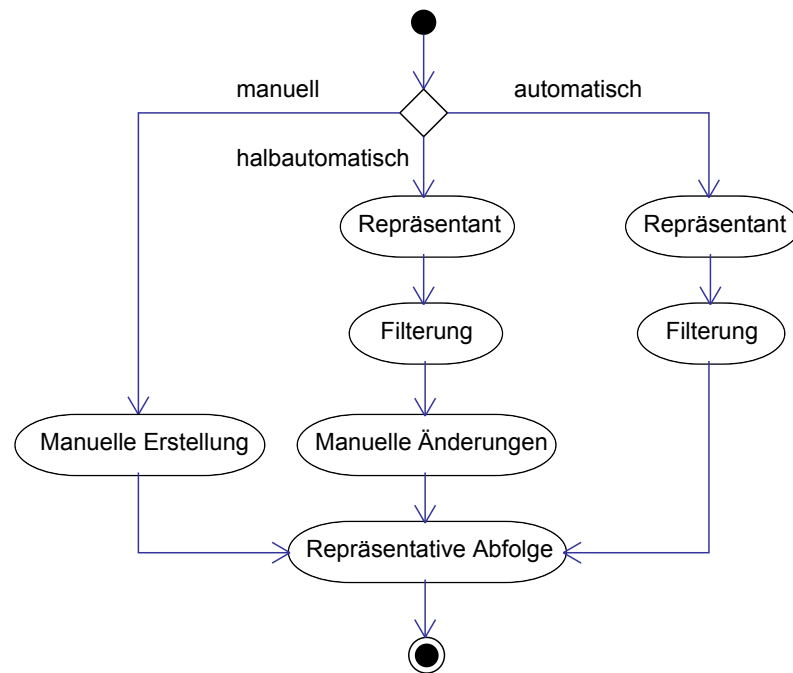 manuell
automatisch
halbautomatisch
Repräsentant
Repräsentant
Filterung
Filterung
Manuelle Erstellung
Manuelle Änderungen
Repräsentative Abfolge